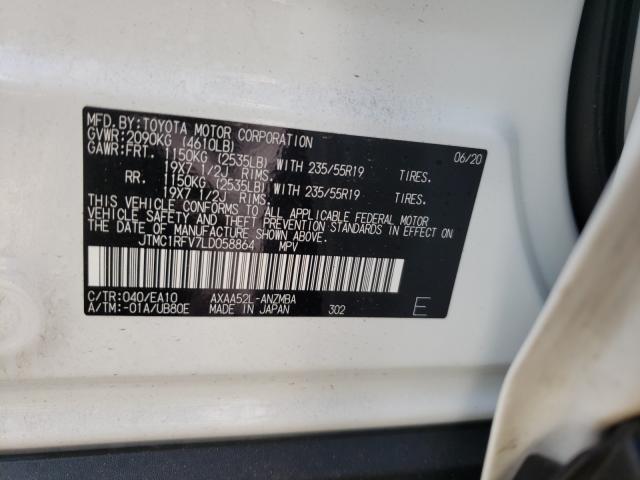 MFD. BY: TOYOTA MOTOR CORPORATION 06/20
GVWR: 2090KG (4610LB)
GAWR: FRT. 1150KG (2535LB) WITH 235/55R19 TIRES.
19X7 1/2J RIMS.
RR. 1150KG (2535LB) WITH 235/55R19 TIRES.
19X7 1/2J RIMS.
THIS VEHICLE CONFORMS TO ALL APPLICABLE FEDERAL MOTOR
VEHICLE SAFETY AND THEFT PREVENTION STANDARDS IN EFFECT ON
THE DATE OF MANUFACTURE SHOWN ABOVE.
JTMC1RFV7LD058864 MPV
C/TR: 040/EA10 AXAA52L-ANZMBA
A/TM: -01A/UB80E MADE IN JAPAN 302 E